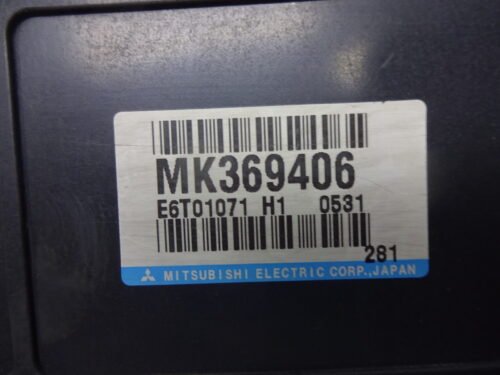 MK369406
E6T01071 H1 0531
281
MITSUBISHI ELECTRIC CORP.,JAPAN